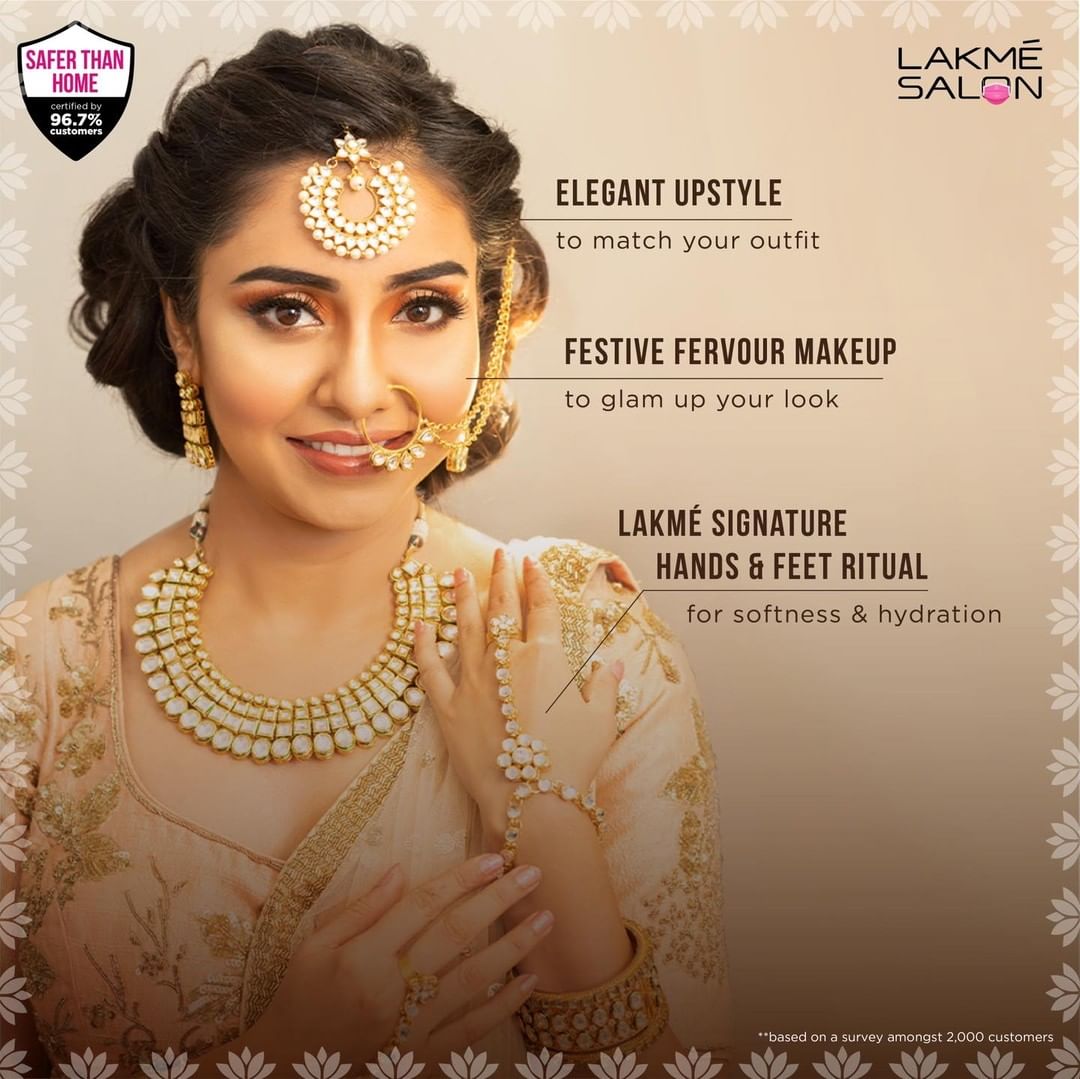 SAFER THAN
HOME
certified by
96.7%
customers
LAKMÉ
SALON
ELEGANT UPSTYLE
to match your outfit
FESTIVE FERVOUR MAKEUP
to glam up your look
LAKMÉ SIGNATURE
HANDS & FEET RITUAL
for softness & hydration
**based on a survey amongst 2,000 customers